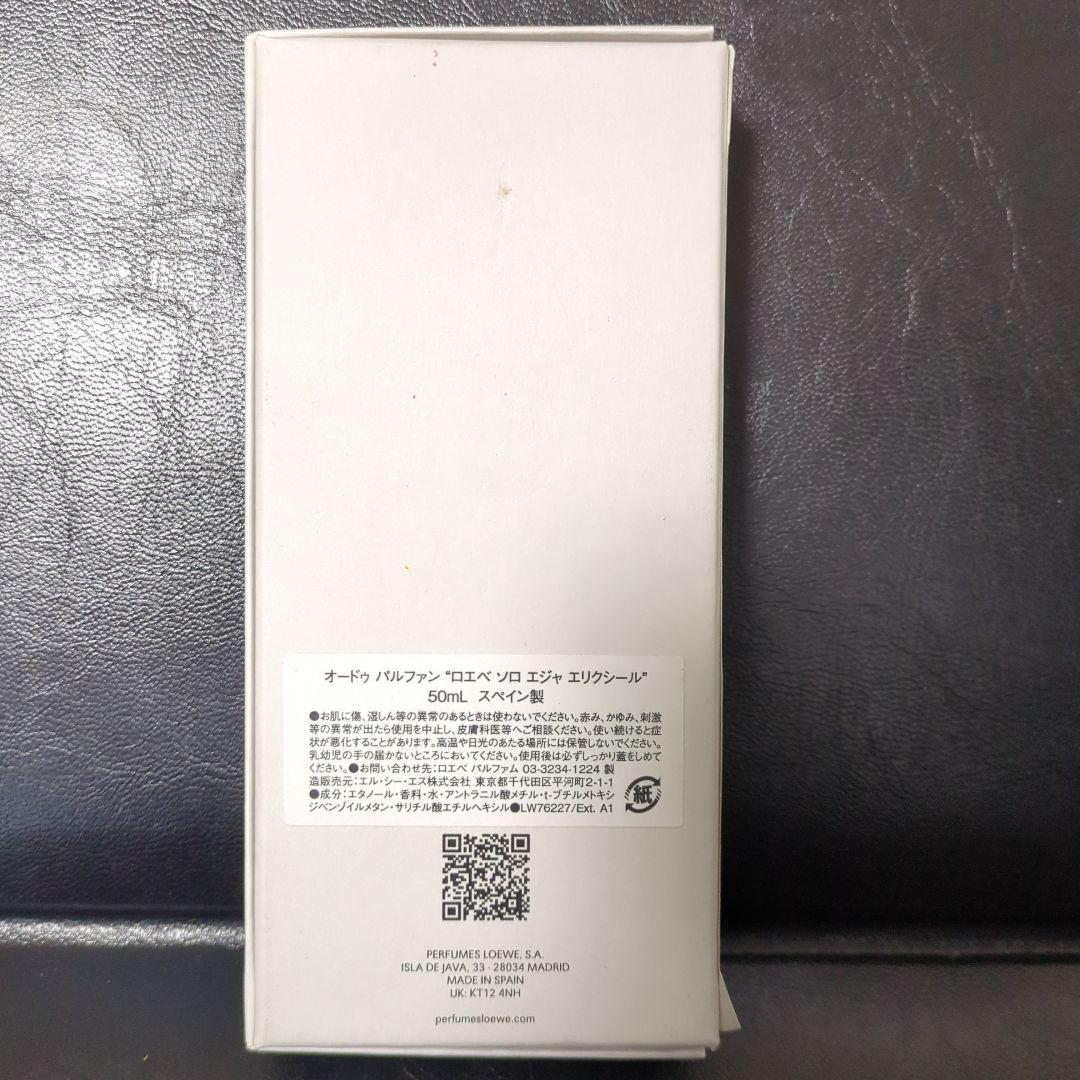 オードゥ パルファン “ロエベ ソロ エジャ エリクシール”
50mL スペイン製
●お肌に傷、湿しん等の異常のあるときは使わないでください。赤み、かゆみ、刺激
等の異常が出たら使用を中止し、皮膚科医等へご相談ください。使い続けると症
状が悪化することがあります。高温や日光のあたる場所には保管しないでください。
乳幼児の手の届かないところにおいてください。使用後は必ずしっかり蓋をしめて
ください。●お問い合わせ先：ロエベ パルファム 03-3234-1224 製
造販売元：エル・シー・エス株式会社 東京都千代田区平河町2-1-1
●成分：エタノール・香料・水・アントラニル酸メチル・t-ブチルメトキシ
ジベンゾイルメタン・サリチル酸エチルヘキシル●LW76227/Ext. A1
紙
PERFUMES LOEWE, S.A.
ISLA DE JAVA, 33 - 28034 MADRID
MADE IN SPAIN
UK: KT12 4NH
perfumesloewe.com